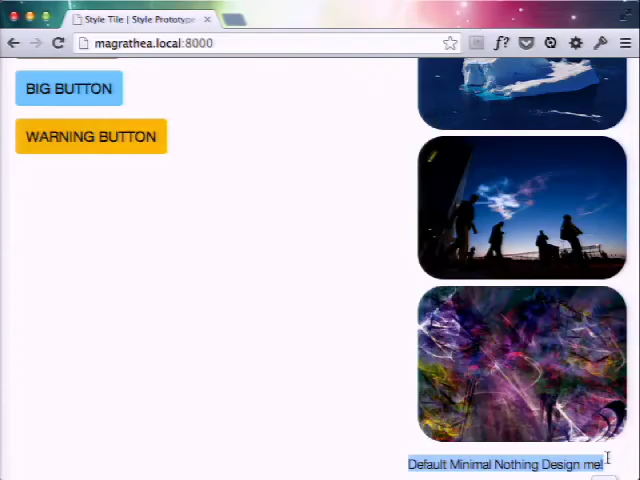 Style Tile | Style Prototype
magrathea.local:8000
f?
BIG BUTTON
WARNING BUTTON
Default Minimal Nothing Design me!